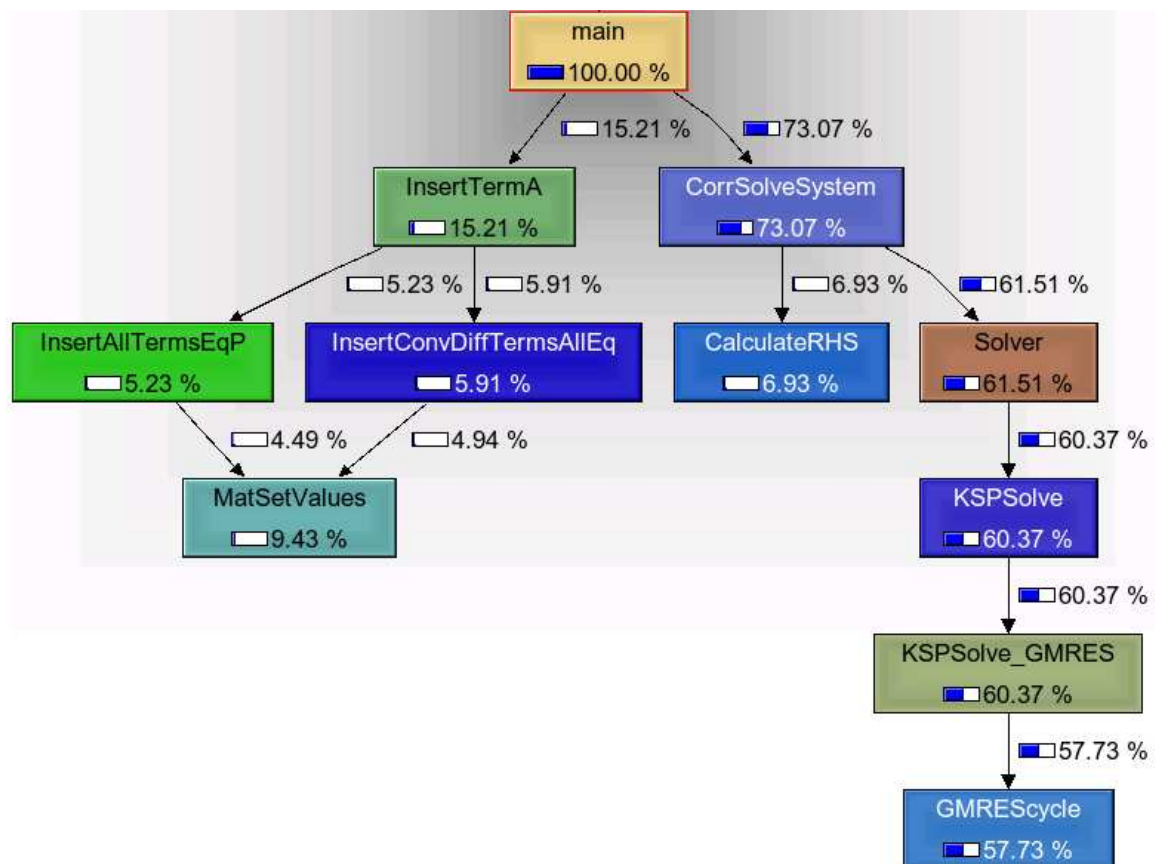 main
100.00 %
15.21 %
73.07 %
InsertTermA
15.21 %
CorrSolveSystem
73.07 %
5.23 %
5.91 %
6.93 %
61.51 %
InsertAllTermsEqP
5.23 %
InsertConvDiffTermsAllEq
5.91 %
CalculateRHS
6.93 %
Solver
61.51 %
4.49 %
4.94 %
60.37 %
MatSetValues
9.43 %
KSPSolve
60.37 %
60.37 %
KSPSolve_GMRES
60.37 %
57.73 %
GMREScycle
57.73 %